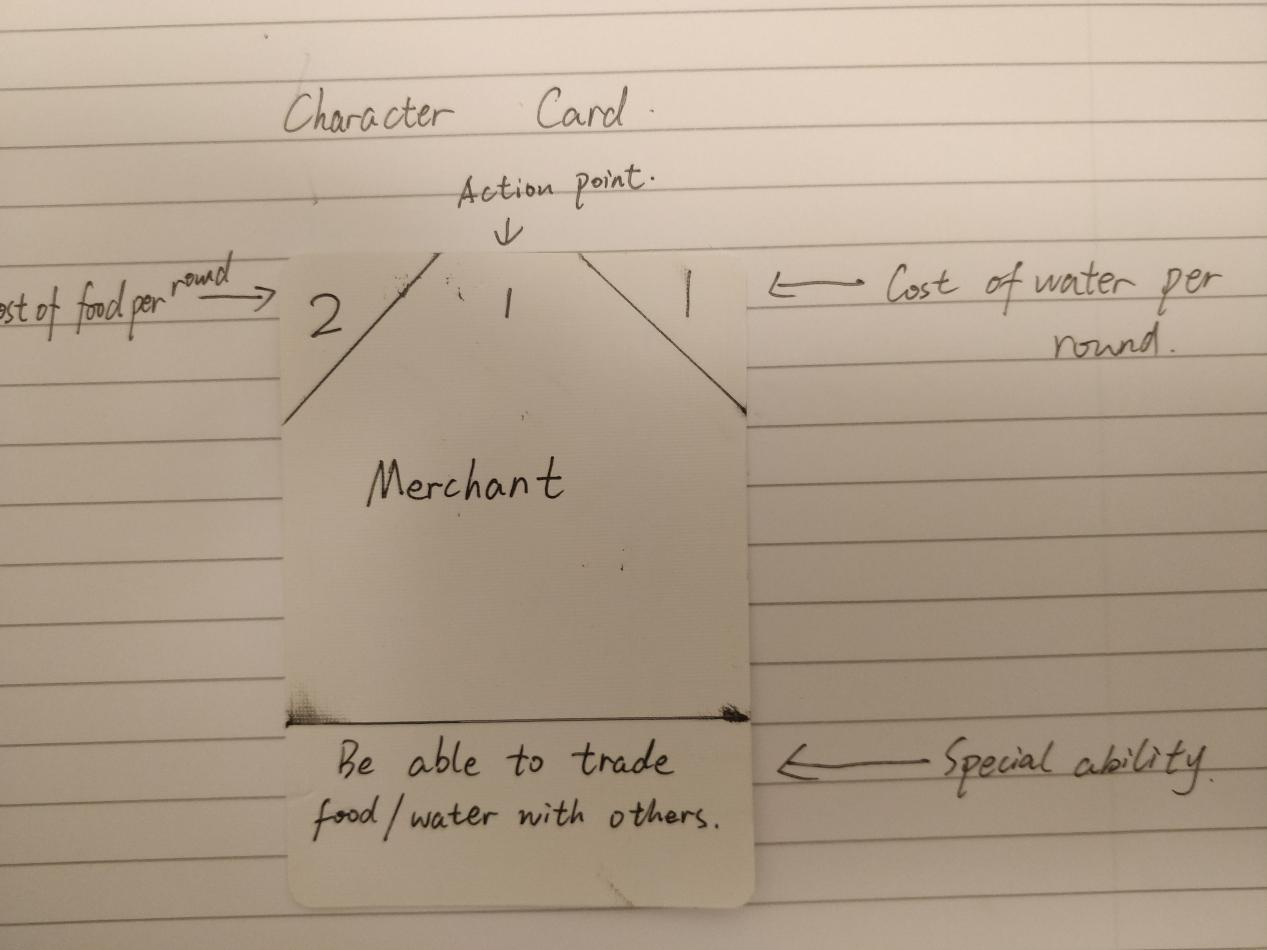 Character Card.
Action point.
ost of food per round
2
1
1
Cost of water per
round.
Merchant
Be able to trade
food/water with others.
Special ability.